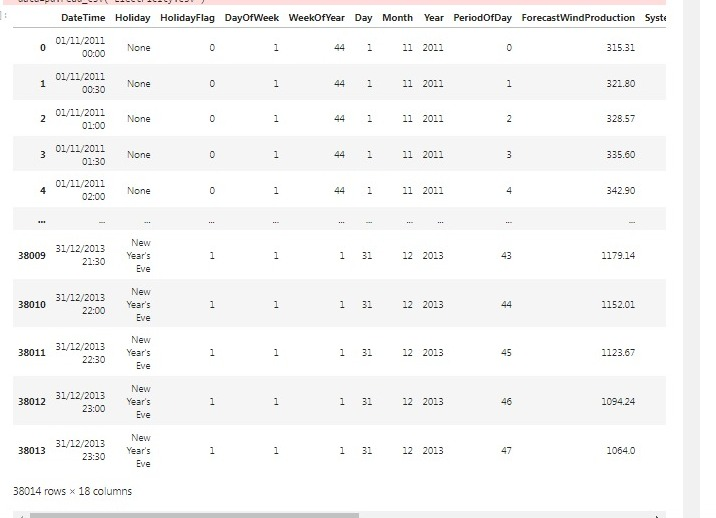 DateTime Holiday HolidayFlag DayOfWeek WeekOfYear Day Month Year PeriodOfDay ForecastWindProduction Syste
0 01/11/2011 00:00 None 0 1 44 1 11 2011 0 315.31
1 01/11/2011 00:30 None 0 1 44 1 11 2011 1 321.80
2 01/11/2011 01:00 None 0 1 44 1 11 2011 2 328.57
3 01/11/2011 01:30 None 0 1 44 1 11 2011 3 335.60
4 01/11/2011 02:00 None 0 1 44 1 11 2011 4 342.90
... ... ... ... ... ... ... ... ... ... ...
38009 31/12/2013 21:30 New Year's Eve 1 1 1 31 12 2013 43 1179.14
38010 31/12/2013 22:00 New Year's Eve 1 1 1 31 12 2013 44 1152.01
38011 31/12/2013 22:30 New Year's Eve 1 1 1 31 12 2013 45 1123.67
38012 31/12/2013 23:00 New Year's Eve 1 1 1 31 12 2013 46 1094.24
38013 31/12/2013 23:30 New Year's Eve 1 1 1 31 12 2013 47 1064.0
38014 rows × 18 columns